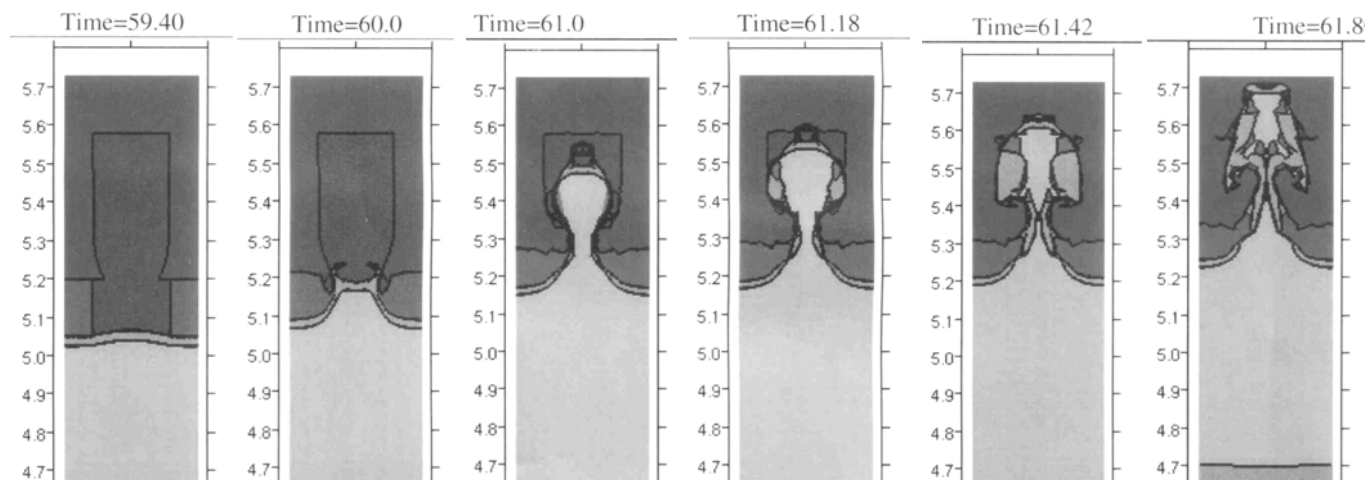 Time=59.40 Time=60.0 Time=61.0 Time=61.18 Time=61.42 Time=61.8
5.7 5.7 5.7 5.7 5.7 5.7
5.6 5.6 5.6 5.6 5.6 5.6
5.5 5.5 5.5 5.5 5.5 5.5
5.4 5.4 5.4 5.4 5.4 5.4
5.3 5.3 5.3 5.3 5.3 5.3
5.2 5.2 5.2 5.2 5.2 5.2
5.1 5.1 5.1 5.1 5.1 5.1
5.0 5.0 5.0 5.0 5.0 5.0
4.9 4.9 4.9 4.9 4.9 4.9
4.8 4.8 4.8 4.8 4.8 4.8
4.7 4.7 4.7 4.7 4.7 4.7